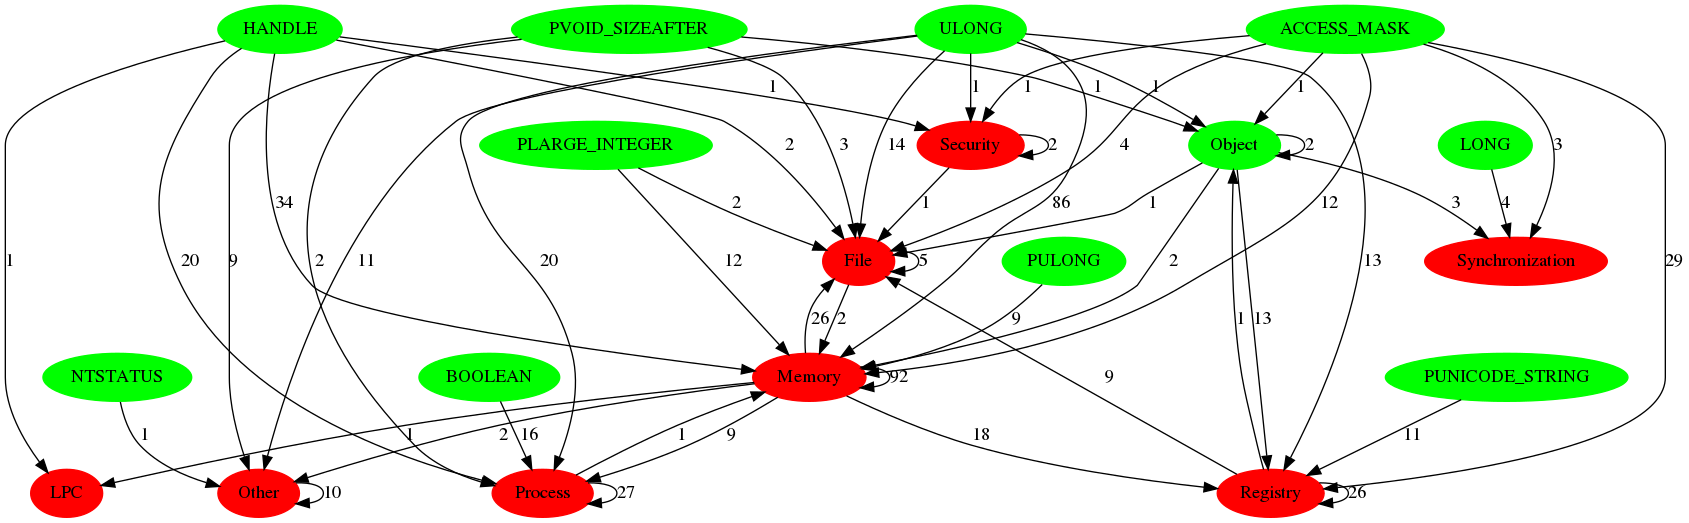 HANDLE PVOID_SIZEAFTER ULONG ACCESS_MASK
1 1 1 1 1 1
PLARGE_INTEGER Security 2 Object 2 LONG
2 3 14 4 3
34 2 1 86 1 12 3 4
1 20 9 2 11 20 12 File 5 PULONG 2 13 Synchronization 29
26 2 9 1 13
NTSTATUS BOOLEAN Memory 92 9 PUNICODE_STRING
1 1 2 16 1 9 18 11
LPC Other 10 Process 27 Registry 26